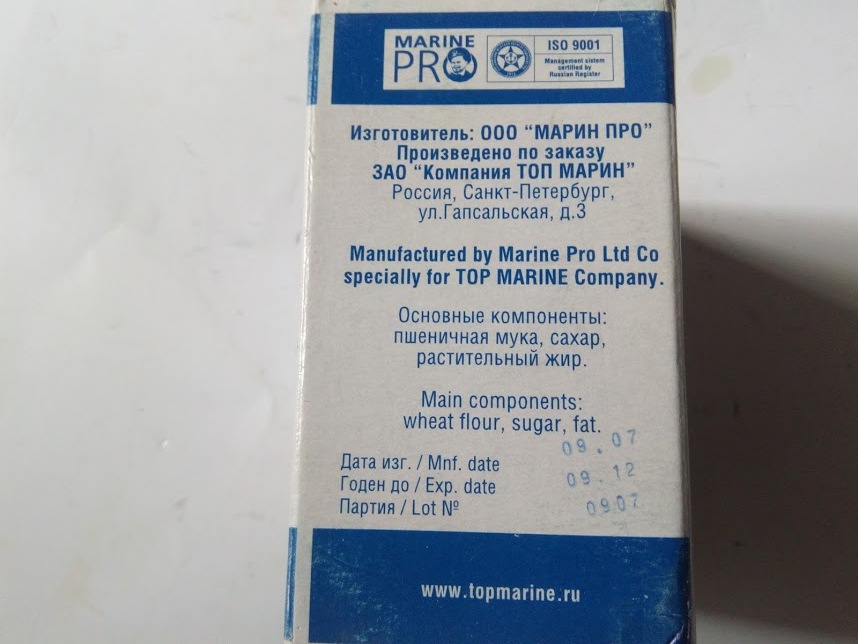 MARINE
PRO
ISO 9001
Management sistem
certified by
Russian Register
Изготовитель: ООО “МАРИН ПРО”
Произведено по заказу
ЗАО “Компания ТОП МАРИН”
Россия, Санкт-Петербург,
ул.Гапсальская, д.3
Manufactured by Marine Pro Ltd Co
specially for TOP MARINE Company.
Основные компоненты:
пшеничная мука, сахар,
растительный жир.
Main components:
wheat flour, sugar, fat.
Дата изг. / Mnf. date 09.07
Годен до / Exp. date 09.12
Партия / Lot № 0907
www.topmarine.ru